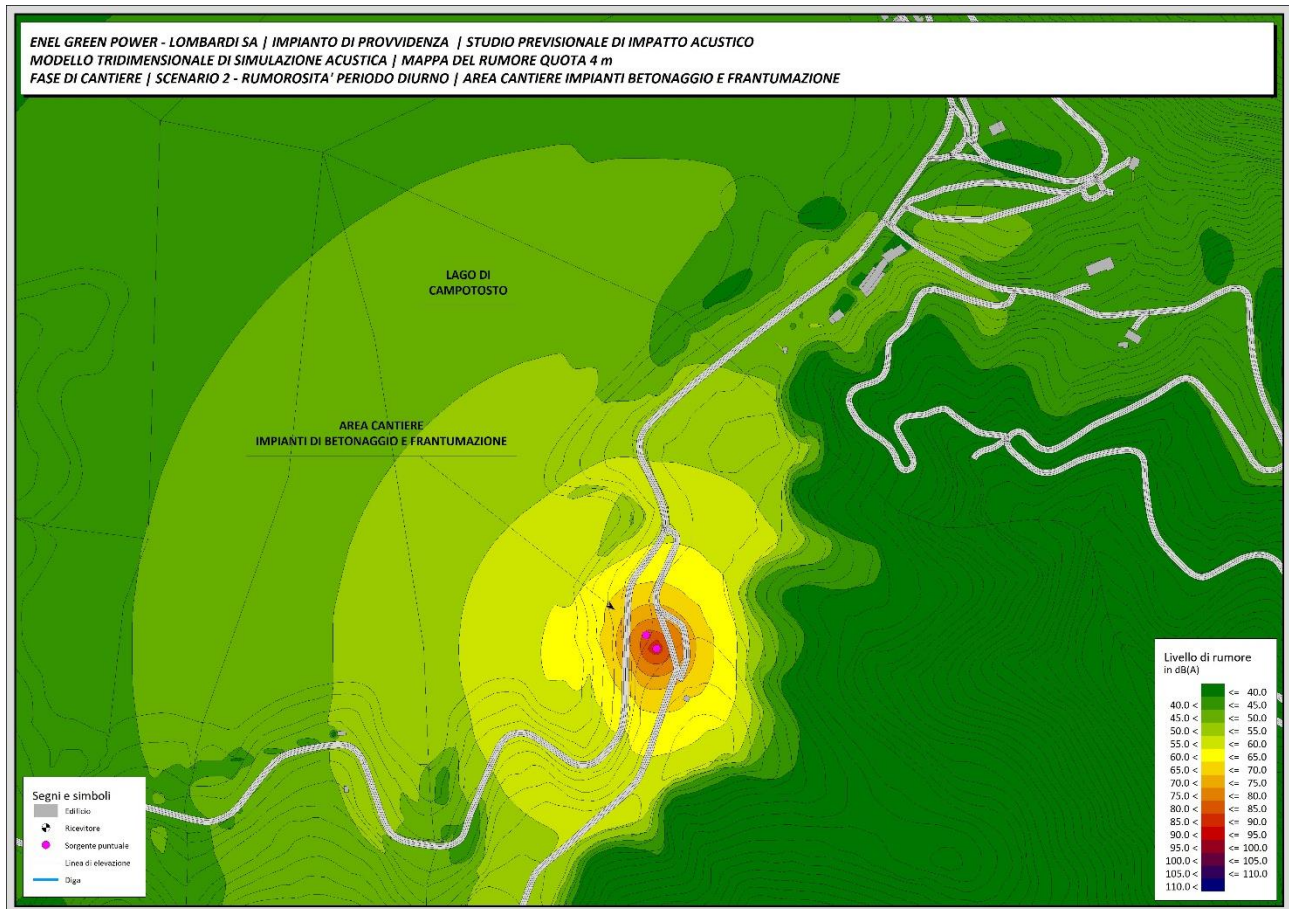 ENEL GREEN POWER - LOMBARDI SA | IMPIANTO DI PROVVIDENZA | STUDIO PREVISIONALE DI IMPATTO ACUSTICO
MODELLO TRIDIMENSIONALE DI SIMULAZIONE ACUSTICA | MAPPA DEL RUMORE QUOTA 4 m
FASE DI CANTIERE | SCENARIO 2 - RUMOROSITA' PERIODO DIURNO | AREA CANTIERE IMPIANTI BETONAGGIO E FRANTUMAZIONE
LAGO DI
CAMPOTOSTO
AREA CANTIERE
IMPIANTI DI BETONAGGIO E FRANTUMAZIONE
Segni e simboli
Edificio
Ricevitore
Sorgente puntuale
Linea di elevazione
Diga
Livello di rumore
in dB(A)
<= 40.0
40.0 < <= 45.0
45.0 < <= 50.0
50.0 < <= 55.0
55.0 < <= 60.0
60.0 < <= 65.0
65.0 < <= 70.0
70.0 < <= 75.0
75.0 < <= 80.0
80.0 < <= 85.0
85.0 < <= 90.0
90.0 < <= 95.0
95.0 < <= 100.0
100.0 < <= 105.0
105.0 < <= 110.0
110.0 <